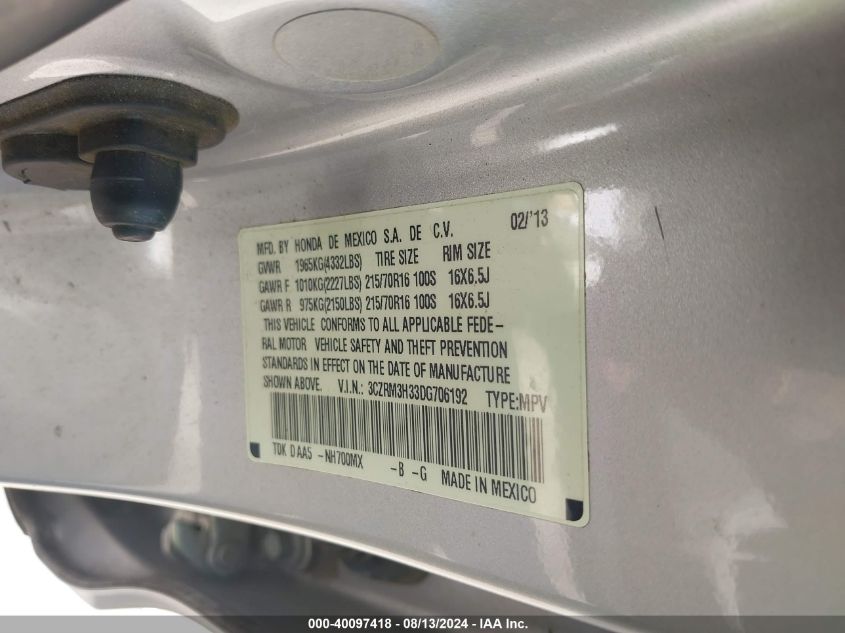 MFD. BY HONDA DE MEXICO S.A. DE C.V. 02/'13
GVWR 1965KG(4332LBS) TIRE SIZE RIM SIZE
GAWR F 1010KG(2227LBS) 215/70R16 100S 16X6.5J
GAWR R 975KG(2150LBS) 215/70R16 100S 16X6.5J
THIS VEHICLE CONFORMS TO ALL APPLICABLE FEDE-
RAL MOTOR VEHICLE SAFETY AND THEFT PREVENTION
STANDARDS IN EFFECT ON THE DATE OF MANUFACTURE
SHOWN ABOVE. V.I.N.: 3CZRM3H33DG706192 TYPE:MPV
T0K D AA5 -NH700MX -B -G MADE IN MEXICO
000-40097418 - 08/13/2024 - IAA Inc.